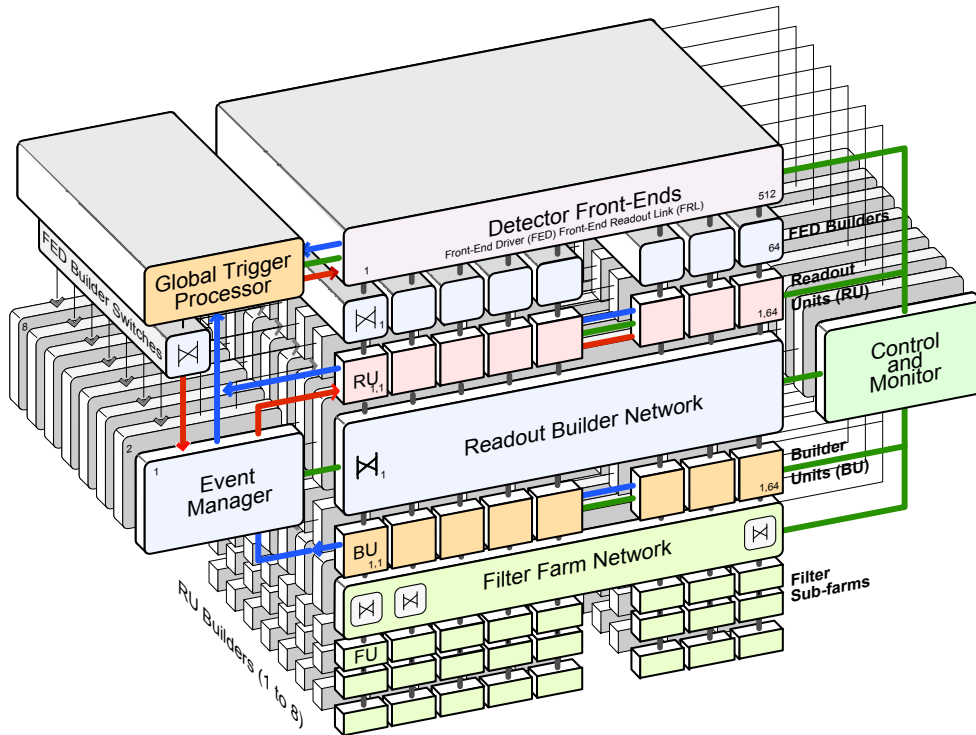 Detector Front-Ends
Front-End Driver (FED) Front-End Readout Link (FRL)
1
512
FED Builders
64
Global Trigger
Processor
FED Builder Switches
1
Readout
Units (RU)
1,64
RU
1,1
Control
and
Monitor
Readout Builder Network
1
8
2
1
Event
Manager
Builder
Units (BU)
1,64
BU
1,1
Filter Farm Network
Filter
Sub-farms
FU
RU Builders (1 to 8)